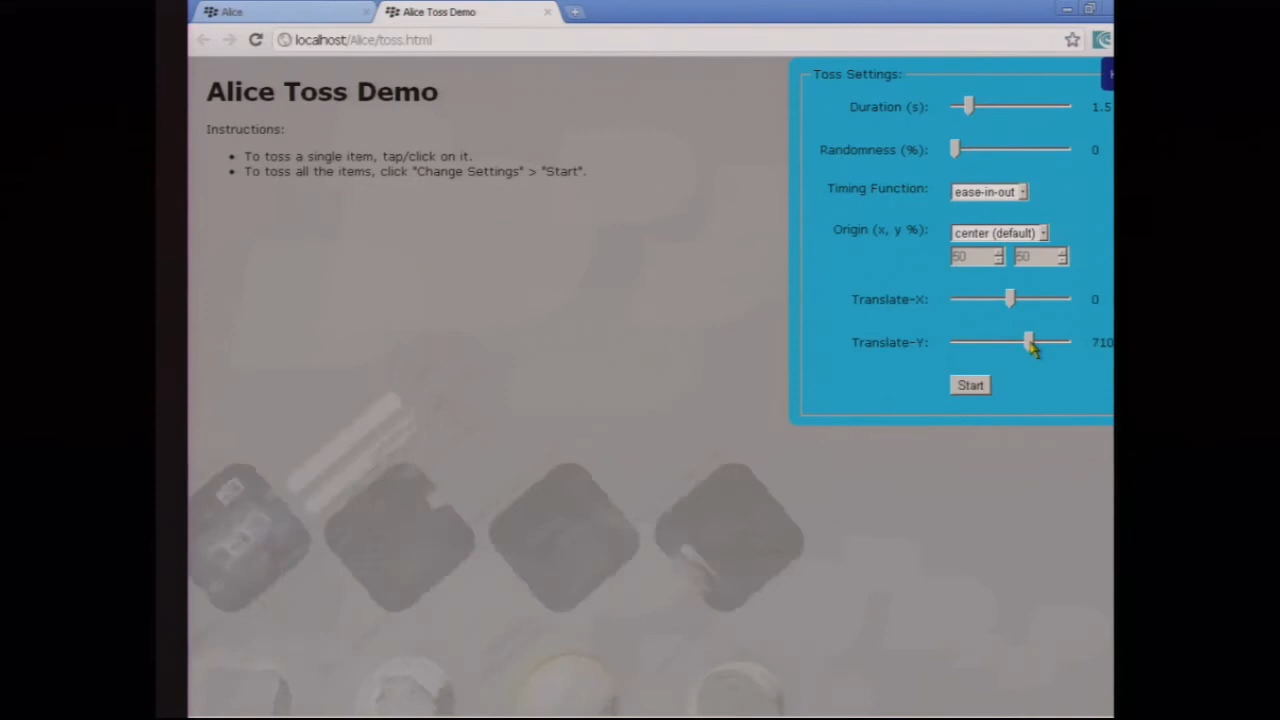 Alice
Alice Toss Demo
localhost/Alice/toss.html
Alice Toss Demo
Instructions:
To toss a single item, tap/click on it.
To toss all the items, click "Change Settings" > "Start".
Toss Settings:
Duration (s): 1.5
Randomness (%): 0
Timing Function: ease-in-out
Origin (x, y %): center (default)
50 50
Translate-X: 0
Translate-Y: 710
Start